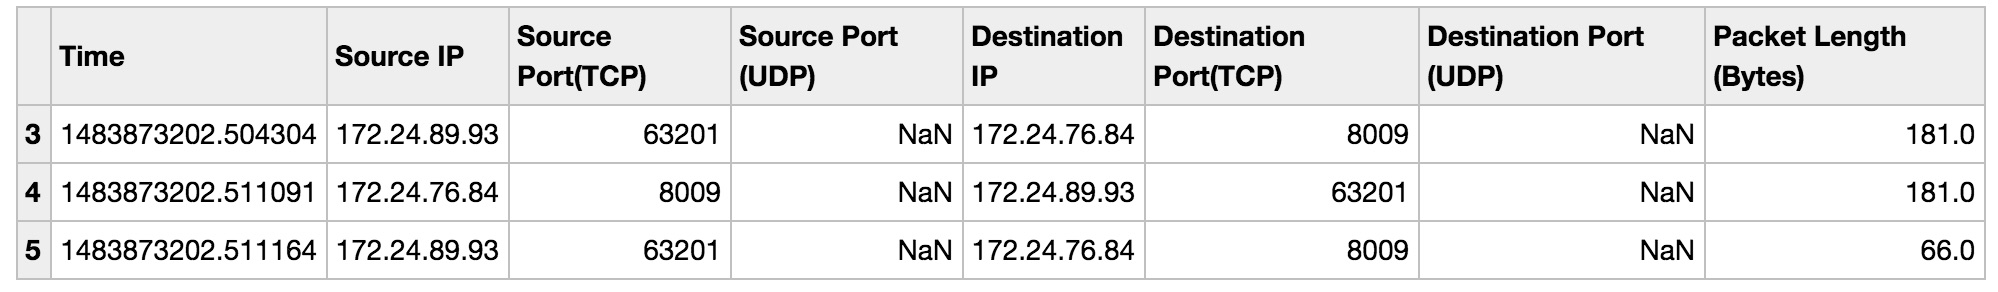 Time Source IP Source Port(TCP) Source Port (UDP) Destination IP Destination Port(TCP) Destination Port (UDP) Packet Length (Bytes)
3 1483873202.504304 172.24.89.93 63201 NaN 172.24.76.84 8009 NaN 181.0
4 1483873202.511091 172.24.76.84 8009 NaN 172.24.89.93 63201 NaN 181.0
5 1483873202.511164 172.24.89.93 63201 NaN 172.24.76.84 8009 NaN 66.0